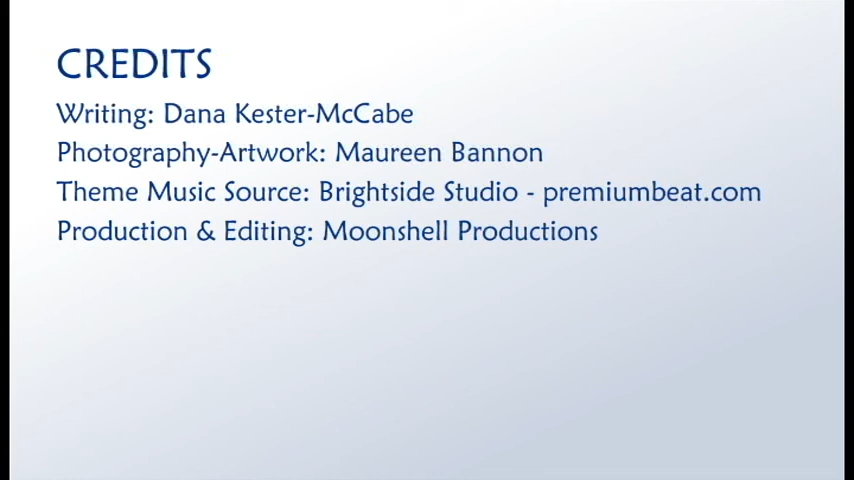 CREDITS
Writing: Dana Kester-McCabe
Photography-Artwork: Maureen Bannon
Theme Music Source: Brightside Studio - premiumbeat.com
Production & Editing: Moonshell Productions